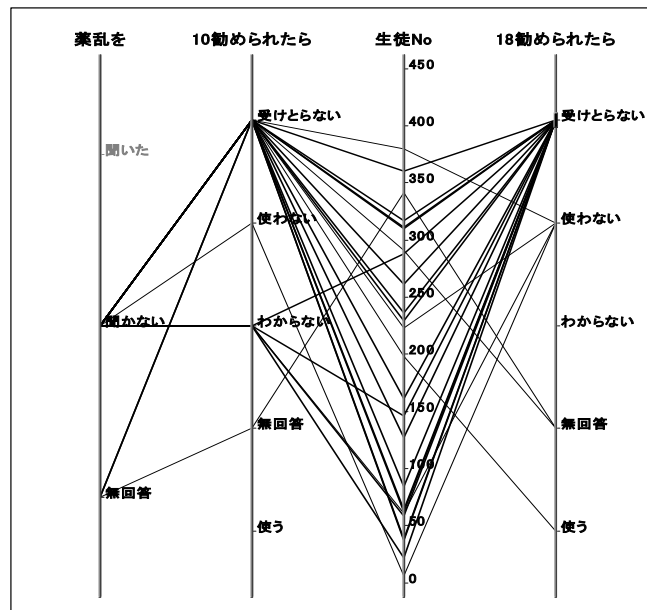 薬乱を
10勧められたら
生徒No
18勧められたら
聞いた
聞かない
無回答
受けとらない
使わない
わからない
無回答
使う
450
400
350
300
250
200
150
100
50
0
受けとらない
使わない
わからない
無回答
使う